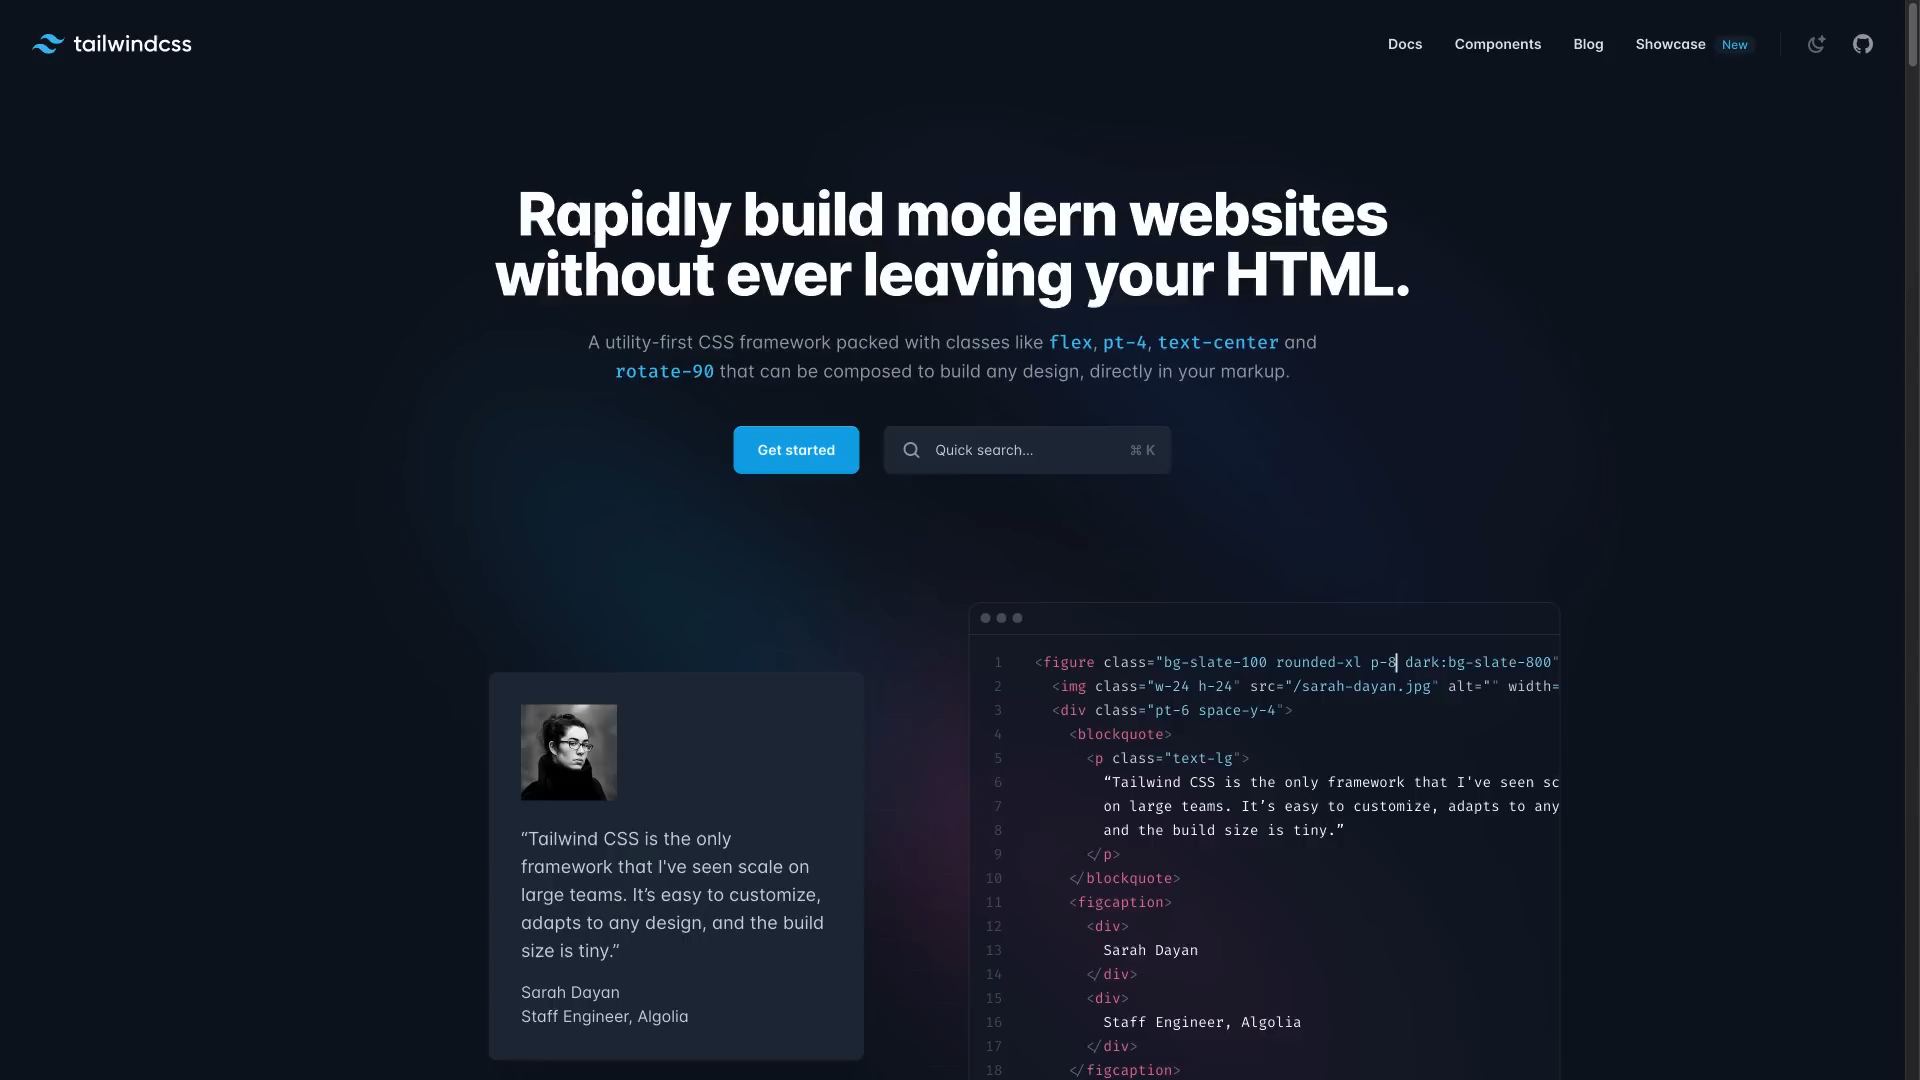 tailwindcss
Docs
Components
Blog
Showcase
New
Rapidly build modern websites
without ever leaving your HTML.
A utility-first CSS framework packed with classes like flex, pt-4, text-center and
rotate-90 that can be composed to build any design, directly in your markup.
Get started
Quick search...
⌘ K
“Tailwind CSS is the only
framework that I've seen scale on
large teams. It’s easy to customize,
adapts to any design, and the build
size is tiny.”
Sarah Dayan
Staff Engineer, Algolia
1 <figure class="bg-slate-100 rounded-xl p-8 dark:bg-slate-800"
2 <img class="w-24 h-24" src="/sarah-dayan.jpg" alt="" width=
3 <div class="pt-6 space-y-4">
4 <blockquote>
5 <p class="text-lg">
6 “Tailwind CSS is the only framework that I've seen sc
7 on large teams. It’s easy to customize, adapts to any
8 and the build size is tiny.”
9 </p>
10 </blockquote>
11 <figcaption>
12 <div>
13 Sarah Dayan
14 </div>
15 <div>
16 Staff Engineer, Algolia
17 </div>
18 </figcaption>